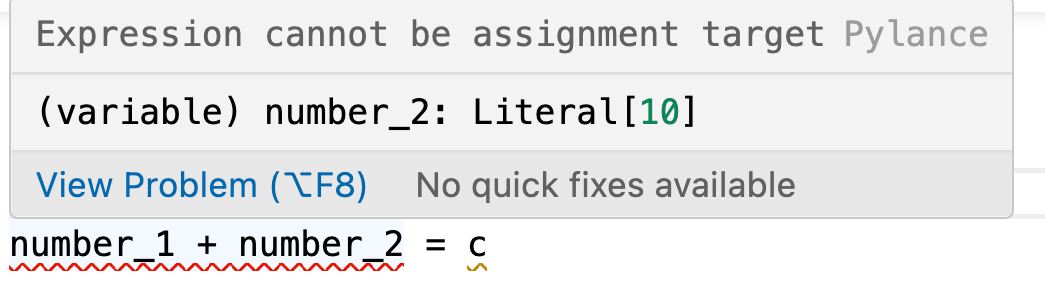 Expression cannot be assignment target Pylance
(variable) number_2: Literal[10]
View Problem (⌥F8) No quick fixes available
number_1 + number_2 = c